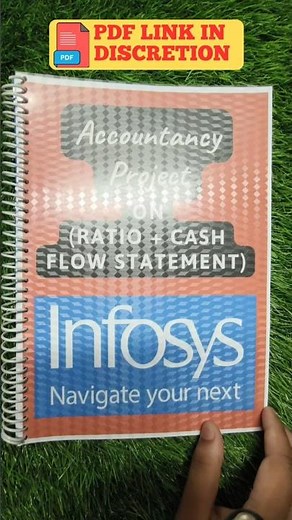 PDF LINK IN
DISCRETION
PDF
Accountancy
Project
ON
(RATIO + CASH
FLOW STATEMENT)
Infosys
Navigate your next